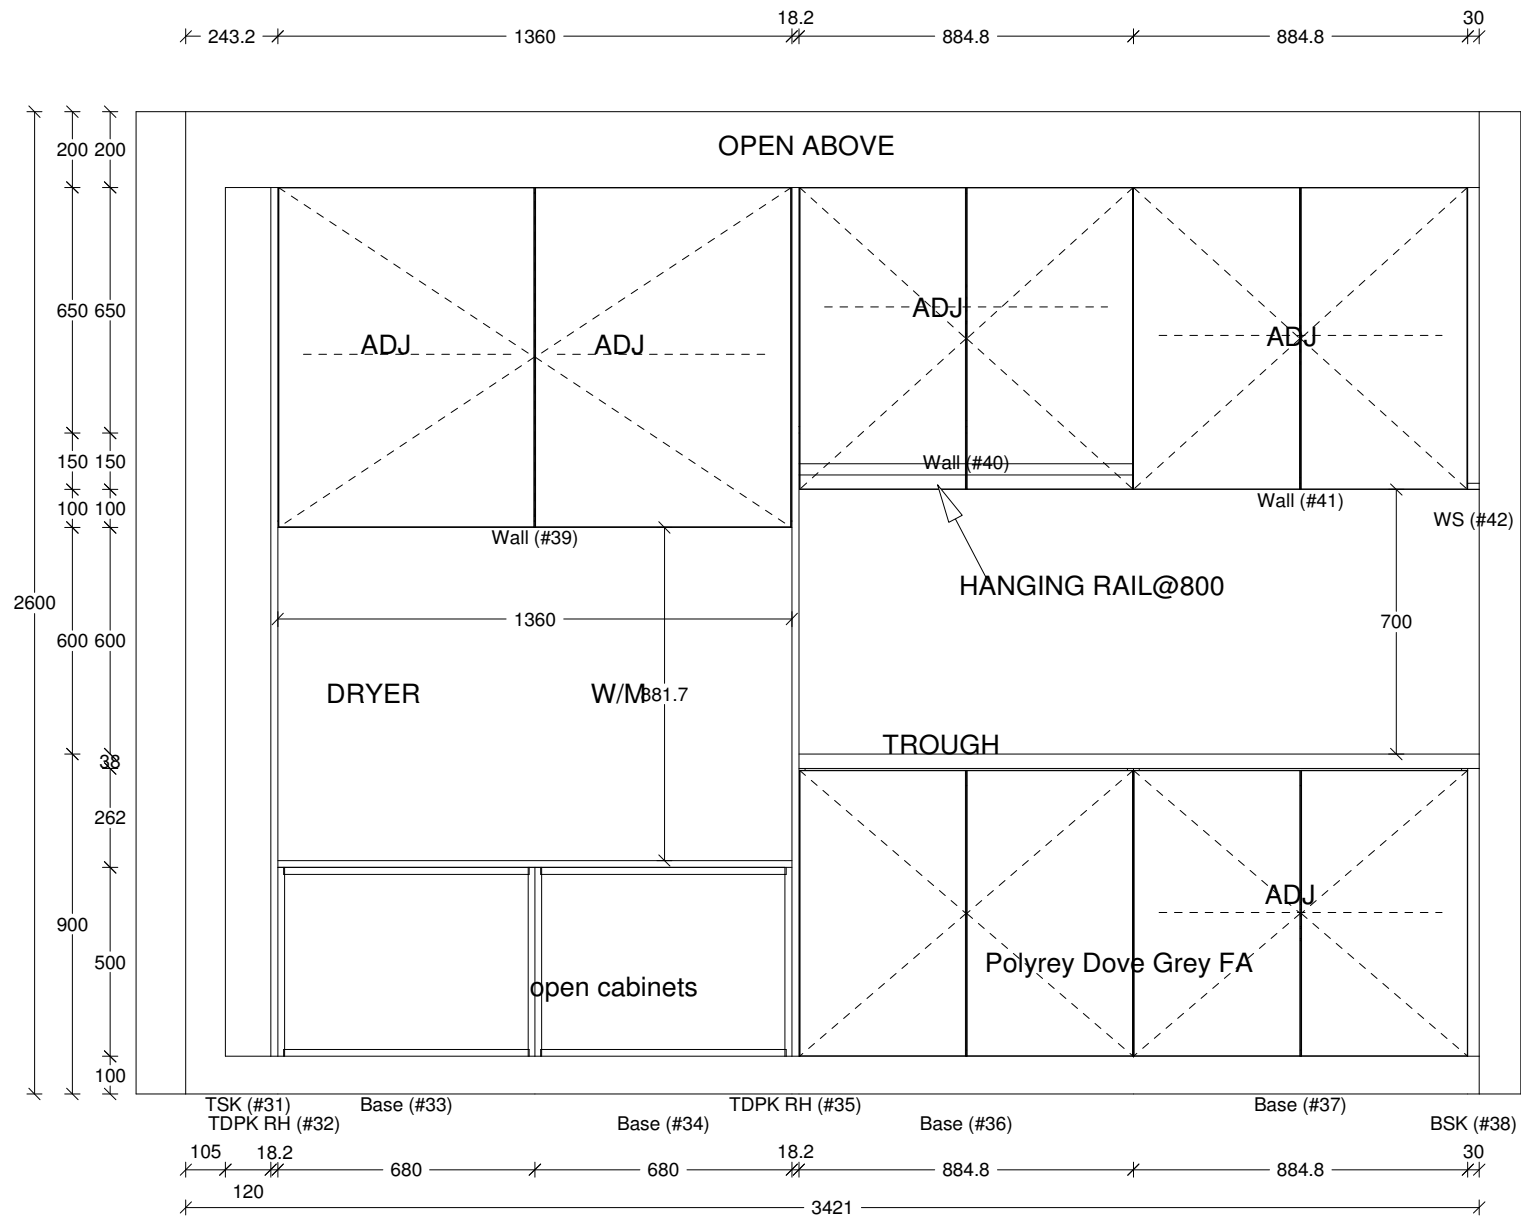 18.2
30
243.2
1360
884.8
884.8
200
200
OPEN ABOVE
650
650
ADJ
ADJ
ADJ
ADJ
150
150
Wall (#40)
100
100
Wall (#41)
WS (#42)
Wall (#39)
HANGING RAIL@800
2600
1360
700
600
600
DRYER
W/M
881.7
TROUGH
38
262
ADJ
900
500
Polyrey Dove Grey FA
open cabinets
100
TSK (#31)
Base (#33)
TDPK RH (#35)
Base (#37)
TDPK RH (#32)
Base (#34)
Base (#36)
BSK (#38)
105
18.2
18.2
30
680
680
884.8
884.8
120
3421